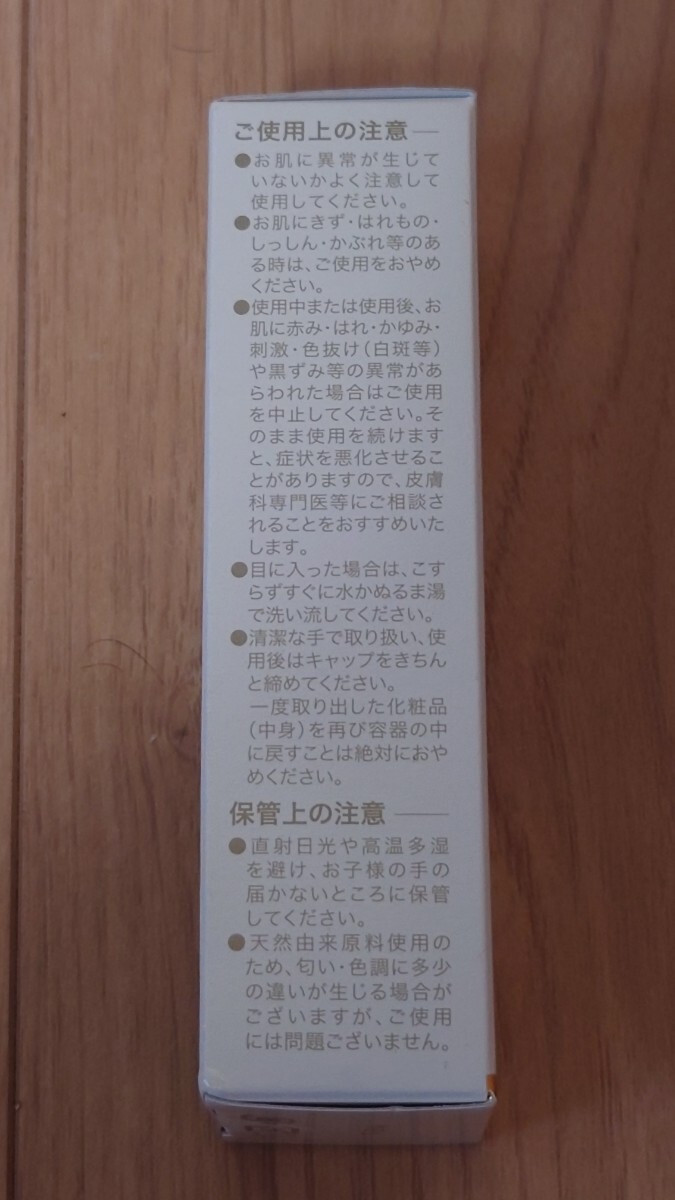 ご使用上の注意
●お肌に異常が生じて
いないかよく注意して
使用してください。
●お肌にきず・はれもの・
しっしん・かぶれ等のあ
る時は、ご使用をおやめ
ください。
●使用中または使用後、お
肌に赤み・はれ・かゆみ・
刺激・色抜け(白斑等)
や黒ずみ等の異常があ
らわれた場合はご使用
を中止してください。そ
のまま使用を続けます
と、症状を悪化させるこ
とがありますので、皮膚
科専門医等にご相談さ
れることをおすすめいた
します。
●目に入った場合は、こす
らずすぐに水かぬるま湯
で洗い流してください。
●清潔な手で取り扱い、使
用後はキャップをきちん
と締めてください。
一度取り出した化粧品
(中身)を再び容器の中
に戻すことは絶対におや
めください。
保管上の注意
●直射日光や高温多湿
を避け、お子様の手の
届かないところに保管
してください。
●天然由来原料使用の
ため、匂い・色調に多少
の違いが生じる場合が
ございますが、ご使用
には問題ございません。